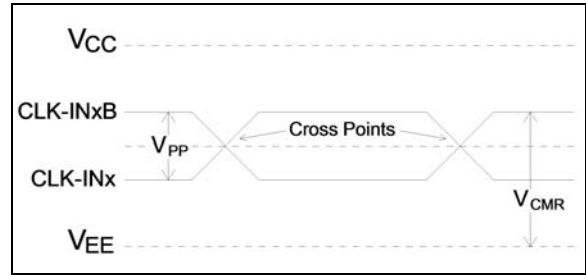 VCC
CLK-INxB
Cross Points
VPP
CLK-INx
VCMR
VEE